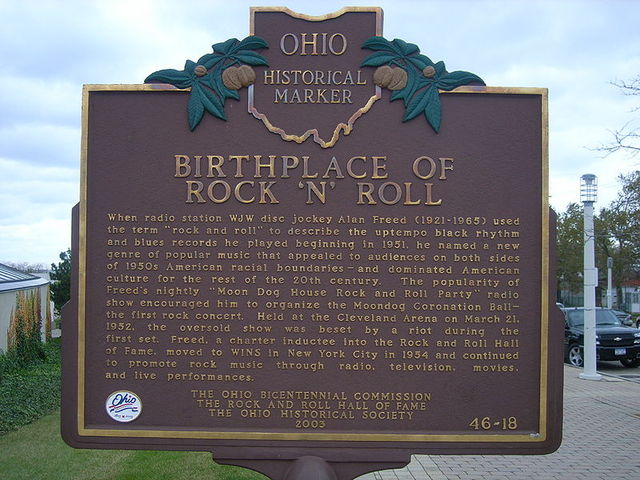 OHIO
HISTORICAL
MARKER
BIRTHPLACE OF
ROCK 'N' ROLL
When radio station WJW disc jockey Alan Freed (1921-1965) used
the term "rock and roll" to describe the uptempo black rhythm
and blues records he played beginning in 1951, he named a new
genre of popular music that appealed to audiences on both sides
of 1950s American racial boundaries-and dominated American
culture for the rest of the 20th century. The popularity of
Freed's nightly "Moon Dog House Rock and Roll Party" radio
show encouraged him to organize the Moondog Coronation Ball-
the first rock concert. Held at the Cleveland Arena on March 21,
1952, the oversold show was beset by a riot during the
first set. Freed, a charter inductee into the Rock and Roll Hall
of Fame, moved to WINS in New York City in 1954 and continued
to promote rock music through radio, television, movies,
and live performances.
THE OHIO BICENTENNIAL COMMISSION
THE ROCK AND ROLL HALL OF FAME
THE OHIO HISTORICAL SOCIETY
2003
46-18
Ohio